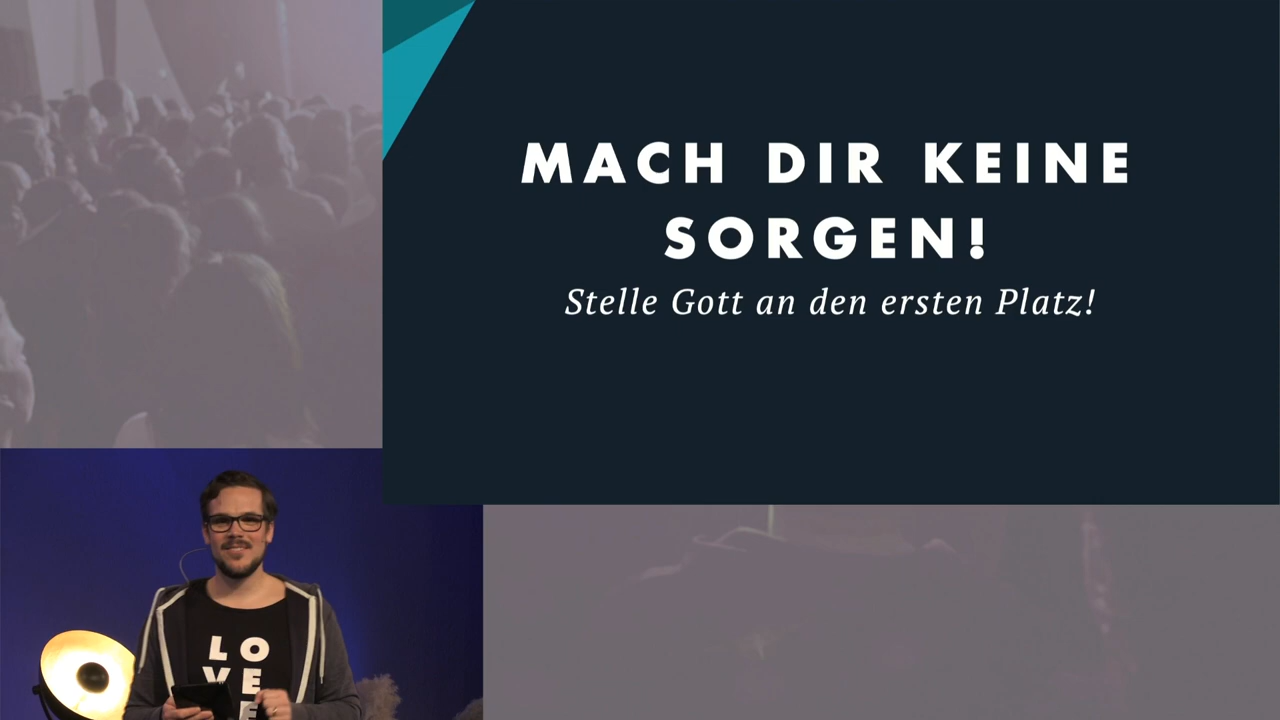 MACH DIR KEINE
SORGEN!
Stelle Gott an den ersten Platz!
LO
VE
E